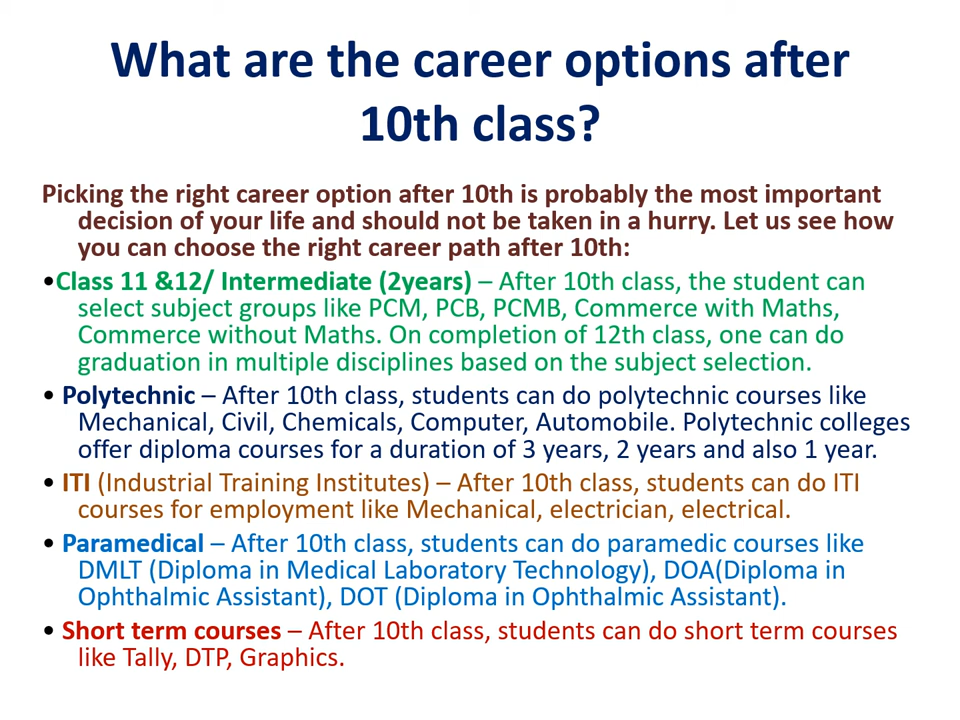 What are the career options after
10th class?
Picking the right career option after 10th is probably the most important
decision of your life and should not be taken in a hurry. Let us see how
you can choose the right career path after 10th:
•Class 11 &12/ Intermediate (2years) – After 10th class, the student can
select subject groups like PCM, PCB, PCMB, Commerce with Maths,
Commerce without Maths. On completion of 12th class, one can do
graduation in multiple disciplines based on the subject selection.
• Polytechnic – After 10th class, students can do polytechnic courses like
Mechanical, Civil, Chemicals, Computer, Automobile. Polytechnic colleges
offer diploma courses for a duration of 3 years, 2 years and also 1 year.
• ITI (Industrial Training Institutes) – After 10th class, students can do ITI
courses for employment like Mechanical, electrician, electrical.
• Paramedical – After 10th class, students can do paramedic courses like
DMLT (Diploma in Medical Laboratory Technology), DOA(Diploma in
Ophthalmic Assistant), DOT (Diploma in Ophthalmic Assistant).
• Short term courses – After 10th class, students can do short term courses
like Tally, DTP, Graphics.